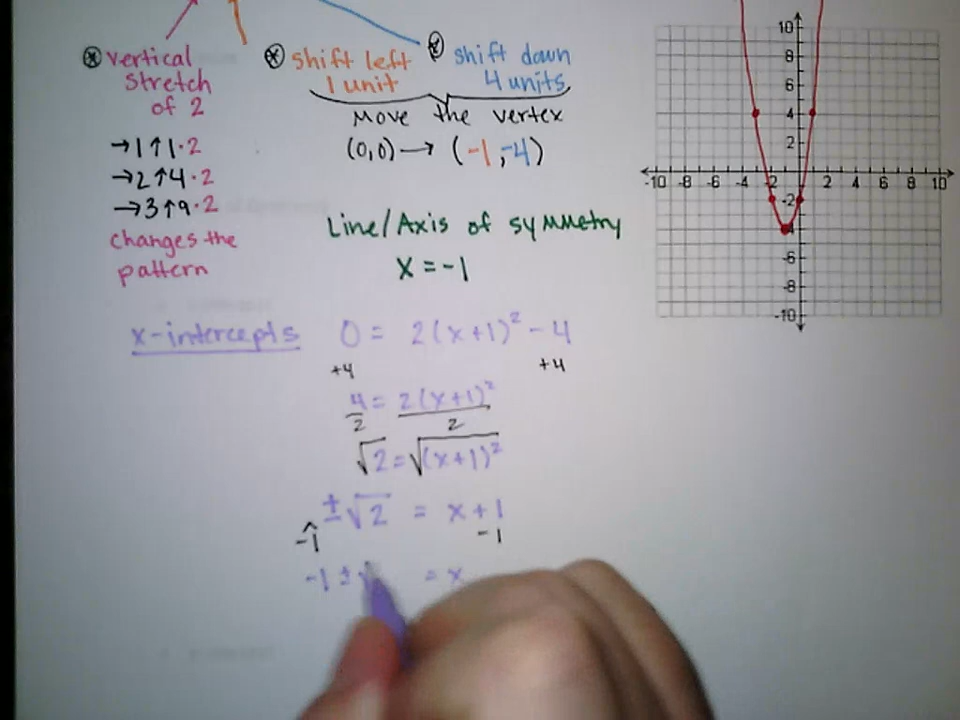 ⊛ vertical stretch of 2
→1↑1·2
→2↑4·2
→3↑9·2
changes the pattern
⊛ shift left 1 unit
⊛ shift down 4 units
Move the vertex
(0,0) → (-1,-4)
Line/Axis of symmetry
x = -1
x-intercepts 0 = 2(x+1)² - 4
+4 +4
4/2 = 2(x+1)²/2
√2 = √(x+1)²
±√2 = x+1
-1 -1
-1 ± √ = x
10
8
6
4
2
-10 -8 -6 -4 -2 2 4 6 8 10
-2
-4
-6
-8
-10